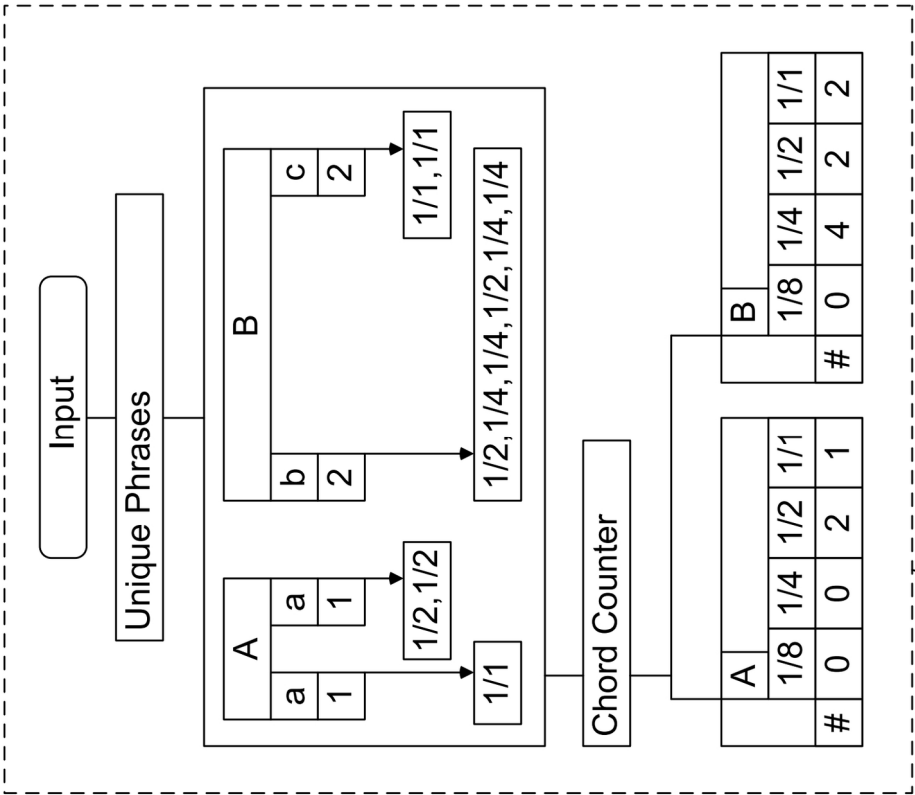 Input
Unique Phrases
A
B
a
a
b
c
1
1
2
2
1/2,1/2
1/1,1/1
1/1
1/2,1/4,1/4,1/2,1/2,1/4,1/4
Chord Counter
A
B
1/8 1/4 1/2 1/1
1/8 1/4 1/2 1/1
# 0 0 2 1
# 0 4 2 2